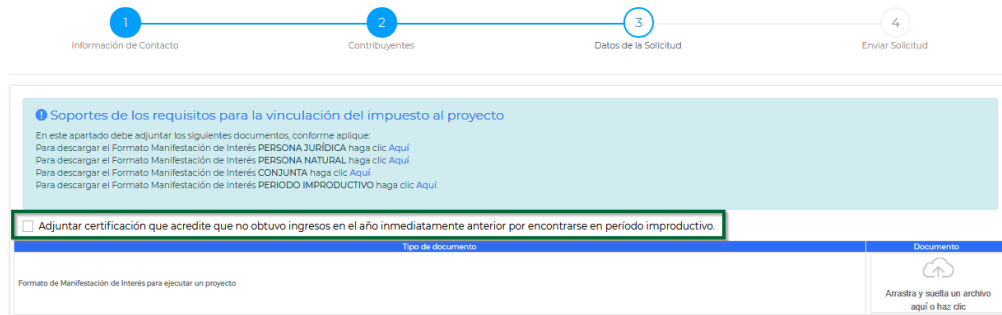 1
2
3
4
Información de Contacto
Contribuyentes
Datos de la Solicitud
Enviar Solicitud
Soportes de los requisitos para la vinculación del impuesto al proyecto
En este apartado debe adjuntar los siguientes documentos, conforme aplique:
Para descargar el Formato Manifestación de Interés PERSONA JURÍDICA haga clic Aquí
Para descargar el Formato Manifestación de Interés PERSONA NATURAL haga clic Aquí
Para descargar el Formato Manifestación de Interés CONJUNTA haga clic Aquí
Para descargar el Formato Manifestación de Interés PERIODO IMPRODUCTIVO haga clic Aquí
Adjuntar certificación que acredite que no obtuvo ingresos en el año inmediatamente anterior por encontrarse en período improductivo.
Tipo de documento
Documento
Formato de Manifestación de Interés para ejecutar un proyecto
Arrastra y suelta un archivo
aquí o haz clic